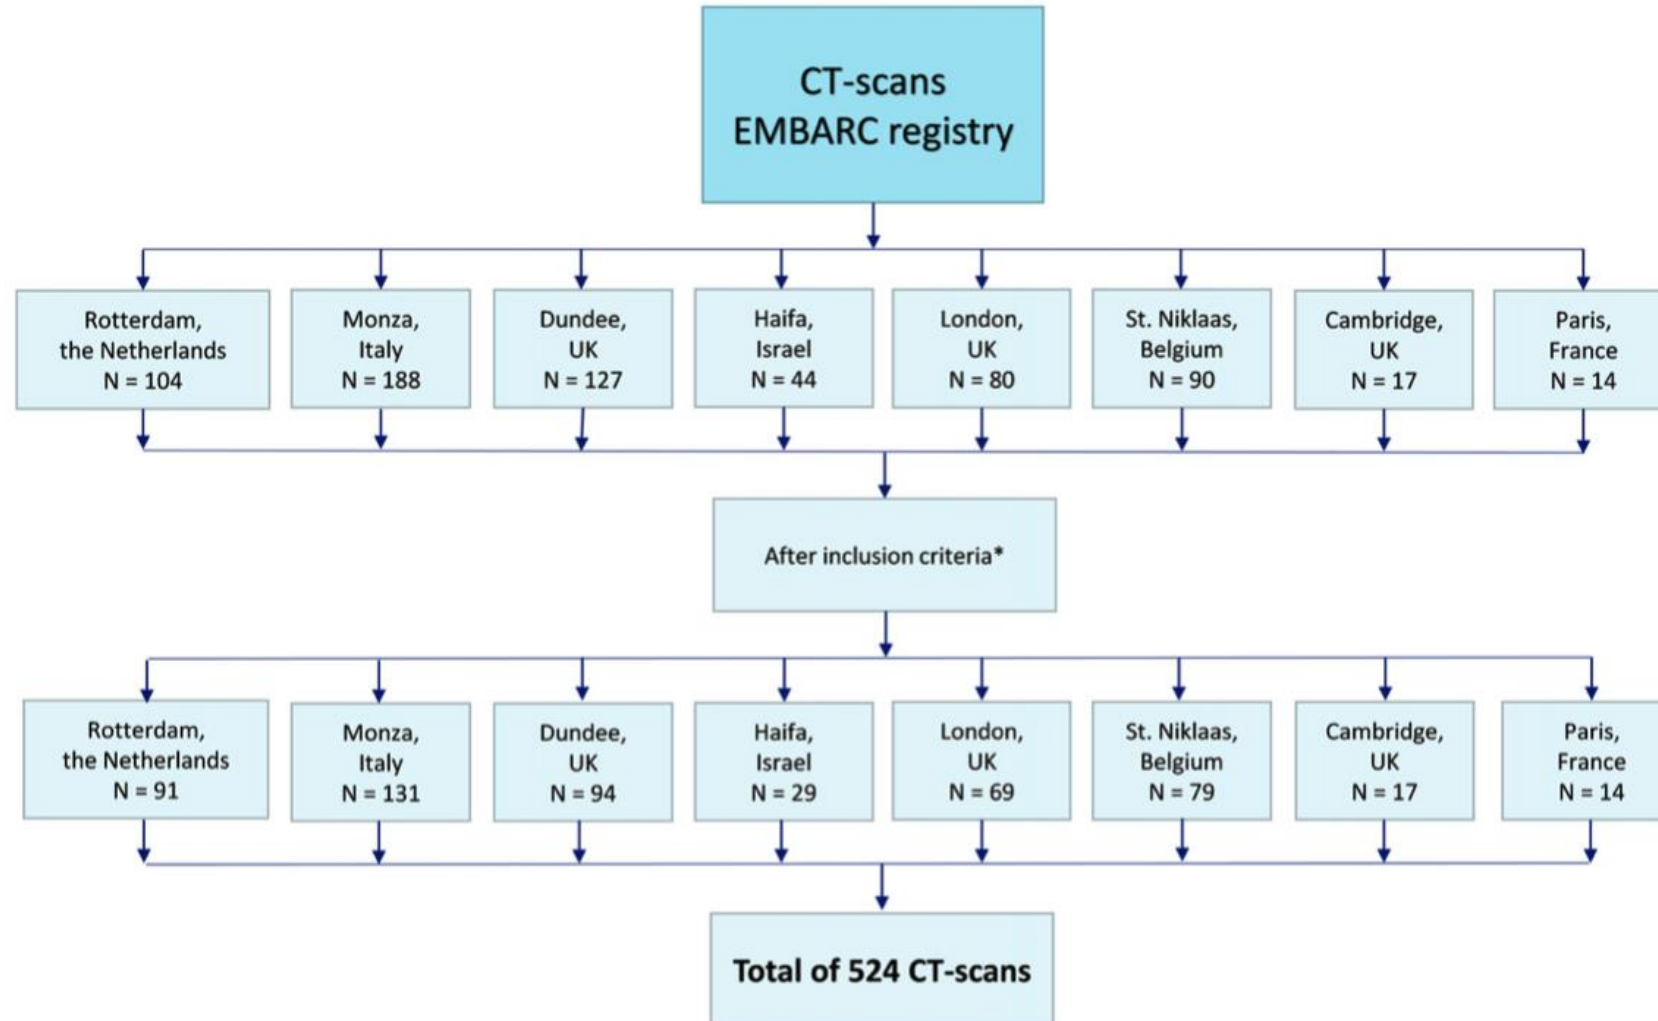 CT-scans
EMBARC registry
Rotterdam,
the Netherlands
N = 104
Monza,
Italy
N = 188
Dundee,
UK
N = 127
Haifa,
Israel
N = 44
London,
UK
N = 80
St. Niklaas,
Belgium
N = 90
Cambridge,
UK
N = 17
Paris,
France
N = 14
After inclusion criteria*
Rotterdam,
the Netherlands
N = 91
Monza,
Italy
N = 131
Dundee,
UK
N = 94
Haifa,
Israel
N = 29
London,
UK
N = 69
St. Niklaas,
Belgium
N = 79
Cambridge,
UK
N = 17
Paris,
France
N = 14
Total of 524 CT-scans